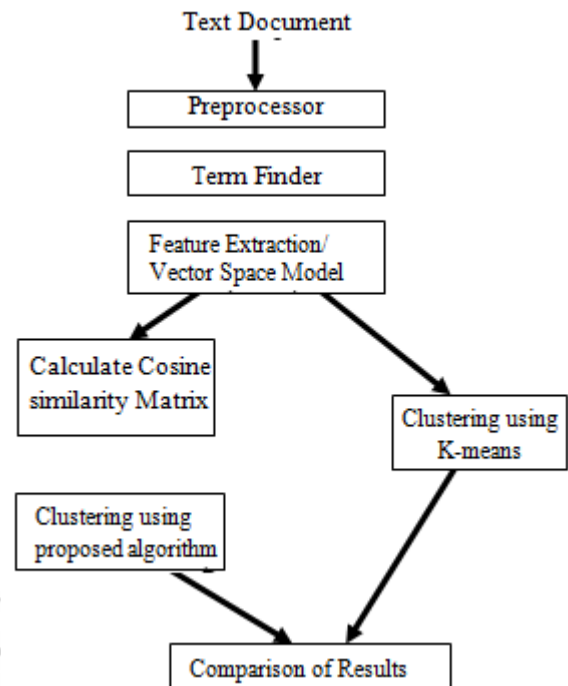 Text Document
Preprocessor
Term Finder
Feature Extraction/
Vector Space Model
Calculate Cosine
similarity Matrix
Clustering using
K-means
Clustering using
proposed algorithm
Comparison of Results